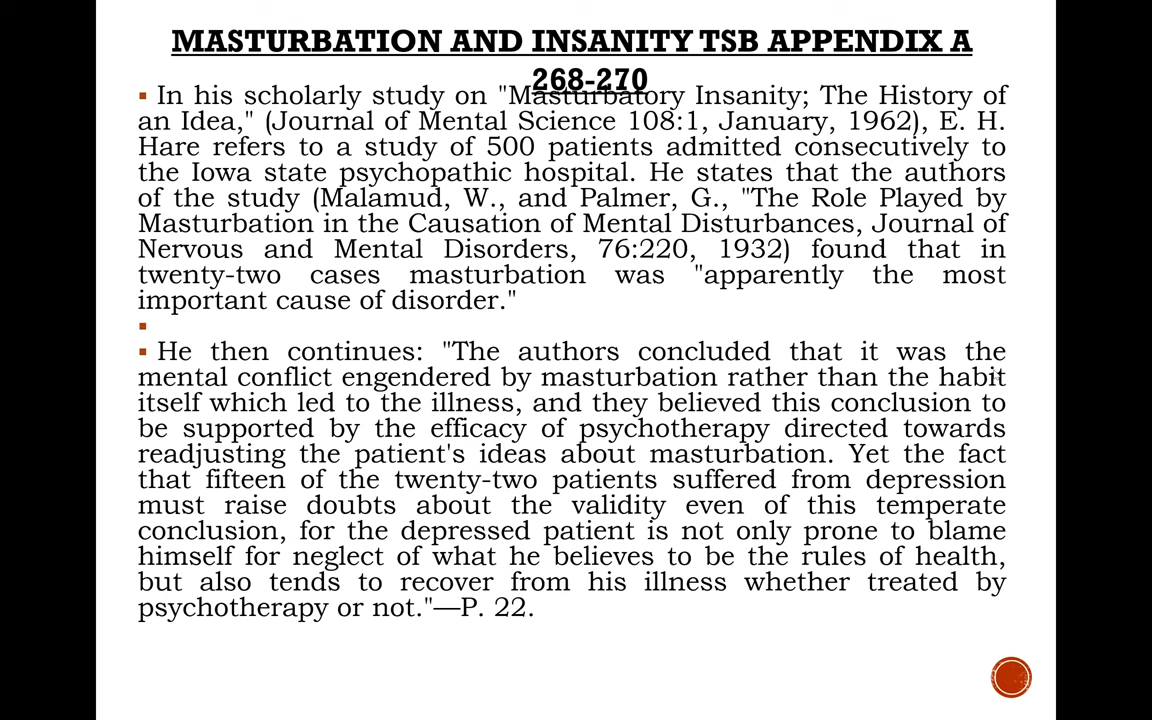 MASTURBATION AND INSANITY TSB APPENDIX A
268-270
▪ In his scholarly study on "Masturbatory Insanity; The History of
an Idea," (Journal of Mental Science 108:1, January, 1962), E. H.
Hare refers to a study of 500 patients admitted consecutively to
the Iowa state psychopathic hospital. He states that the authors
of the study (Malamud, W., and Palmer, G., "The Role Played by
Masturbation in the Causation of Mental Disturbances, Journal of
Nervous and Mental Disorders, 76:220, 1932) found that in
twenty-two cases masturbation was "apparently the most
important cause of disorder."
▪
▪ He then continues: "The authors concluded that it was the
mental conflict engendered by masturbation rather than the habit
itself which led to the illness, and they believed this conclusion to
be supported by the efficacy of psychotherapy directed towards
readjusting the patient's ideas about masturbation. Yet the fact
that fifteen of the twenty-two patients suffered from depression
must raise doubts about the validity even of this temperate
conclusion, for the depressed patient is not only prone to blame
himself for neglect of what he believes to be the rules of health,
but also tends to recover from his illness whether treated by
psychotherapy or not."—P. 22.